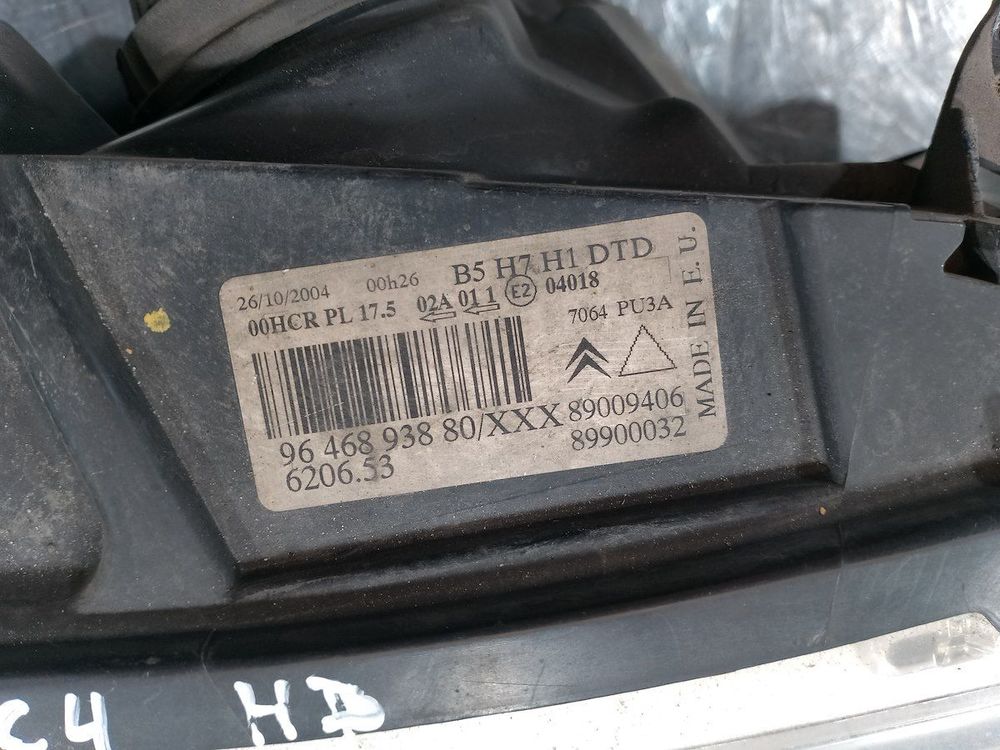 26/10/2004 00h26 B5 H7 H1 DTD
00HCR PL 17.5 02A 01 1 E2 04018
7064 PU3A
96 468 938 80/XXX 89009406
6206.53 89900032
MADE IN E. U.
C4 HD